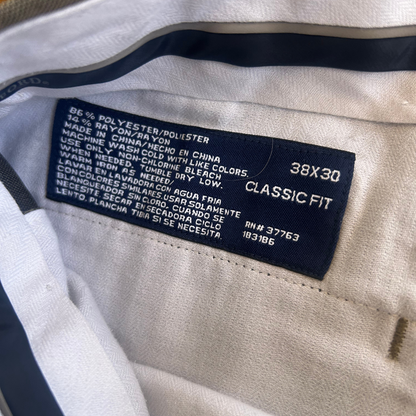 86% POLYESTER/POLIESTER
14% RAYON/RAYON
MADE IN CHINA/HECHO EN CHINA
MACHINE WASH COLD WITH LIKE COLORS.
USE ONLY NON-CHLORINE BLEACH
WHEN NEEDED. TUMBLE DRY LOW.
WARM IRON AS NEEDED.
LAVAR EN LAVADORA CON AGUA FRIA
COLORES SIMILARES. USAR SOLAMENTE
BLANQUEADOR SIN CLORO. CUANDO SE
NECESITE, SECAR EN SECADORA CICLO
LENTO. PLANCHA TIBIA SI SE NECESITA.
38X30
CLASSIC FIT
RN# 37763
183186